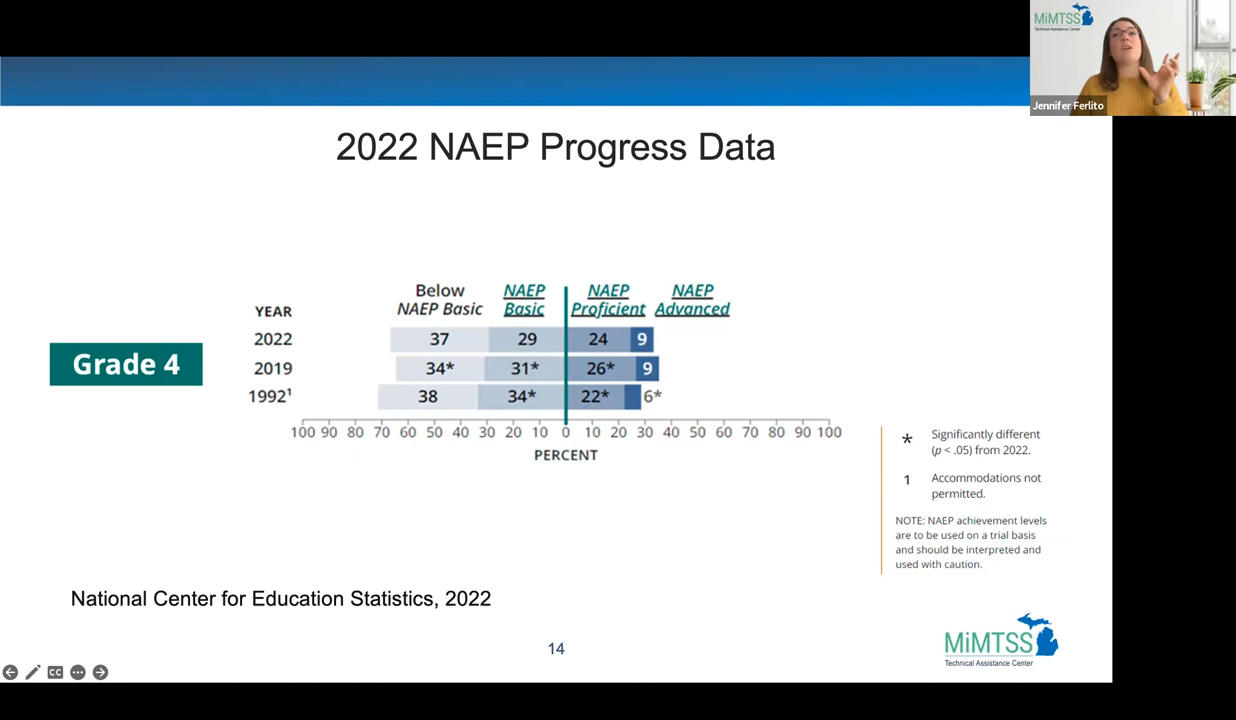 MiMTSS
Technical Assistance Center
Jennifer Ferlito
2022 NAEP Progress Data
Below
NAEP Basic
NAEP
Basic
NAEP
Proficient
NAEP
Advanced
YEAR
Grade 4
2022 37 29 24 9
2019 34* 31* 26* 9
1992¹ 38 34* 22* 6*
100 90 80 70 60 50 40 30 20 10 0 10 20 30 40 50 60 70 80 90 100
PERCENT
* Significantly different
(p < .05) from 2022.
1 Accommodations not
permitted.
NOTE: NAEP achievement levels
are to be used on a trial basis
and should be interpreted and
used with caution.
National Center for Education Statistics, 2022
14
MiMTSS
Technical Assistance Center
CC